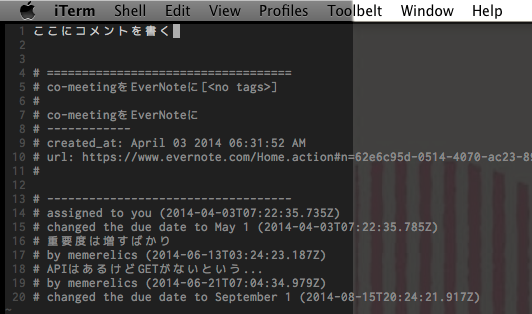 iTerm Shell Edit View Profiles Toolbelt Window Help
1 ここにコメントを書く
2
3
4 # ===================================
5 # co-meetingをEverNoteに[<no tags>]
6 #
7 # co-meetingをEverNoteに
8 # ------------
9 # created_at: April 03 2014 06:31:52 AM
10 # url: https://www.evernote.com/Home.action#n=62e6c95d-0514-4070-ac23-85
11 #
12
13 # -----------------------------------
14 # assigned to you (2014-04-03T07:22:35.735Z)
15 # changed the due date to May 1 (2014-04-03T07:22:35.785Z)
16 # 重要度は増すばかり
17 # by memerelics (2014-06-13T03:24:23.187Z)
18 # APIはあるけどGETがないという...
19 # by memerelics (2014-06-21T07:04:34.979Z)
20 # changed the due date to September 1 (2014-08-15T20:24:21.917Z)
~